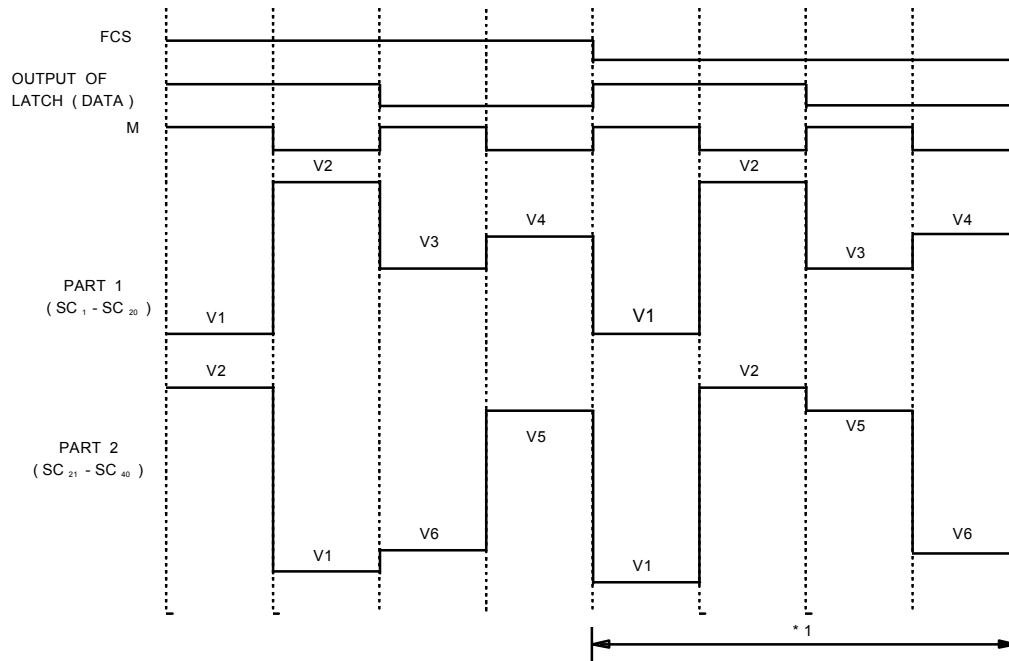 FCS
OUTPUT OF
LATCH ( DATA )
M
V2
V2
V4
V4
V3
V3
PART 1
( SC 1 - SC 20 )
V1
V1
V2
V2
PART 2
( SC 21 - SC 40 )
V5
V5
V6
V6
V1
V1
* 1